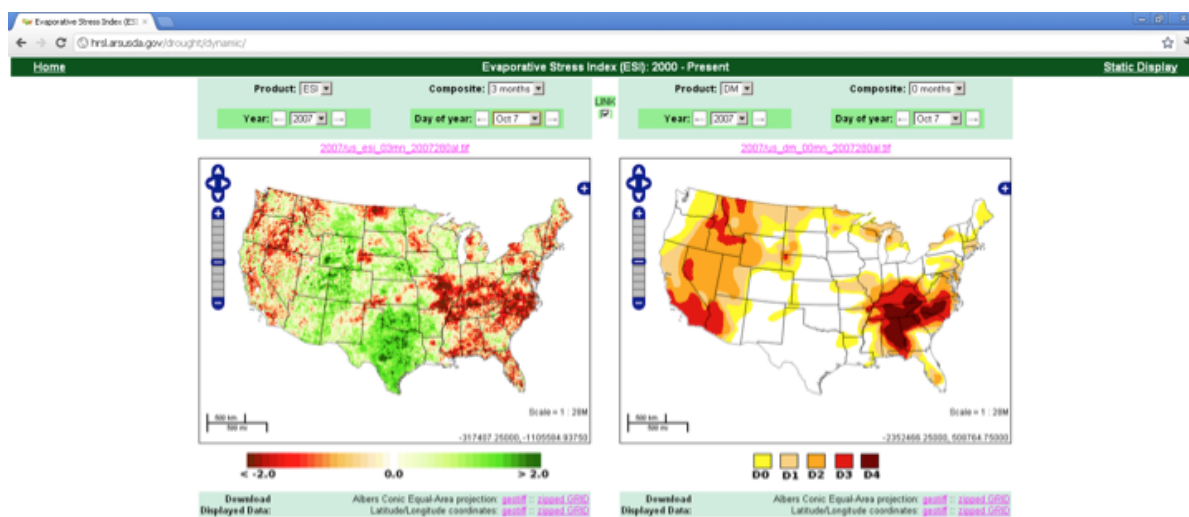 Evaporative Stress Index (ESI)
hrsl.arsusda.gov/drought/dynamic/
Home Evaporative Stress Index (ESI): 2000 - Present Static Display
Product: ESI Composite: 3 months
Year: 2007 Day of year: Oct 7
LINK
Product: DM Composite: 0 months
Year: 2007 Day of year: Oct 7
2007/us_esi_03mn_2007280al.tif
2007/us_dm_00mn_2007280al.tif
500 km
500 mi
Scale = 1 : 28M
-317407.25000, -1105584.93750
500 km
500 mi
Scale = 1 : 28M
-2352466.25000, 508764.75000
< -2.0 0.0 > 2.0
D0 D1 D2 D3 D4
Download Displayed Data:
Albers Conic Equal-Area projection: geotiff :: zipped GRID
Latitude/Longitude coordinates: geotiff :: zipped GRID
Download Displayed Data:
Albers Conic Equal-Area projection: geotiff :: zipped GRID
Latitude/Longitude coordinates: geotiff :: zipped GRID